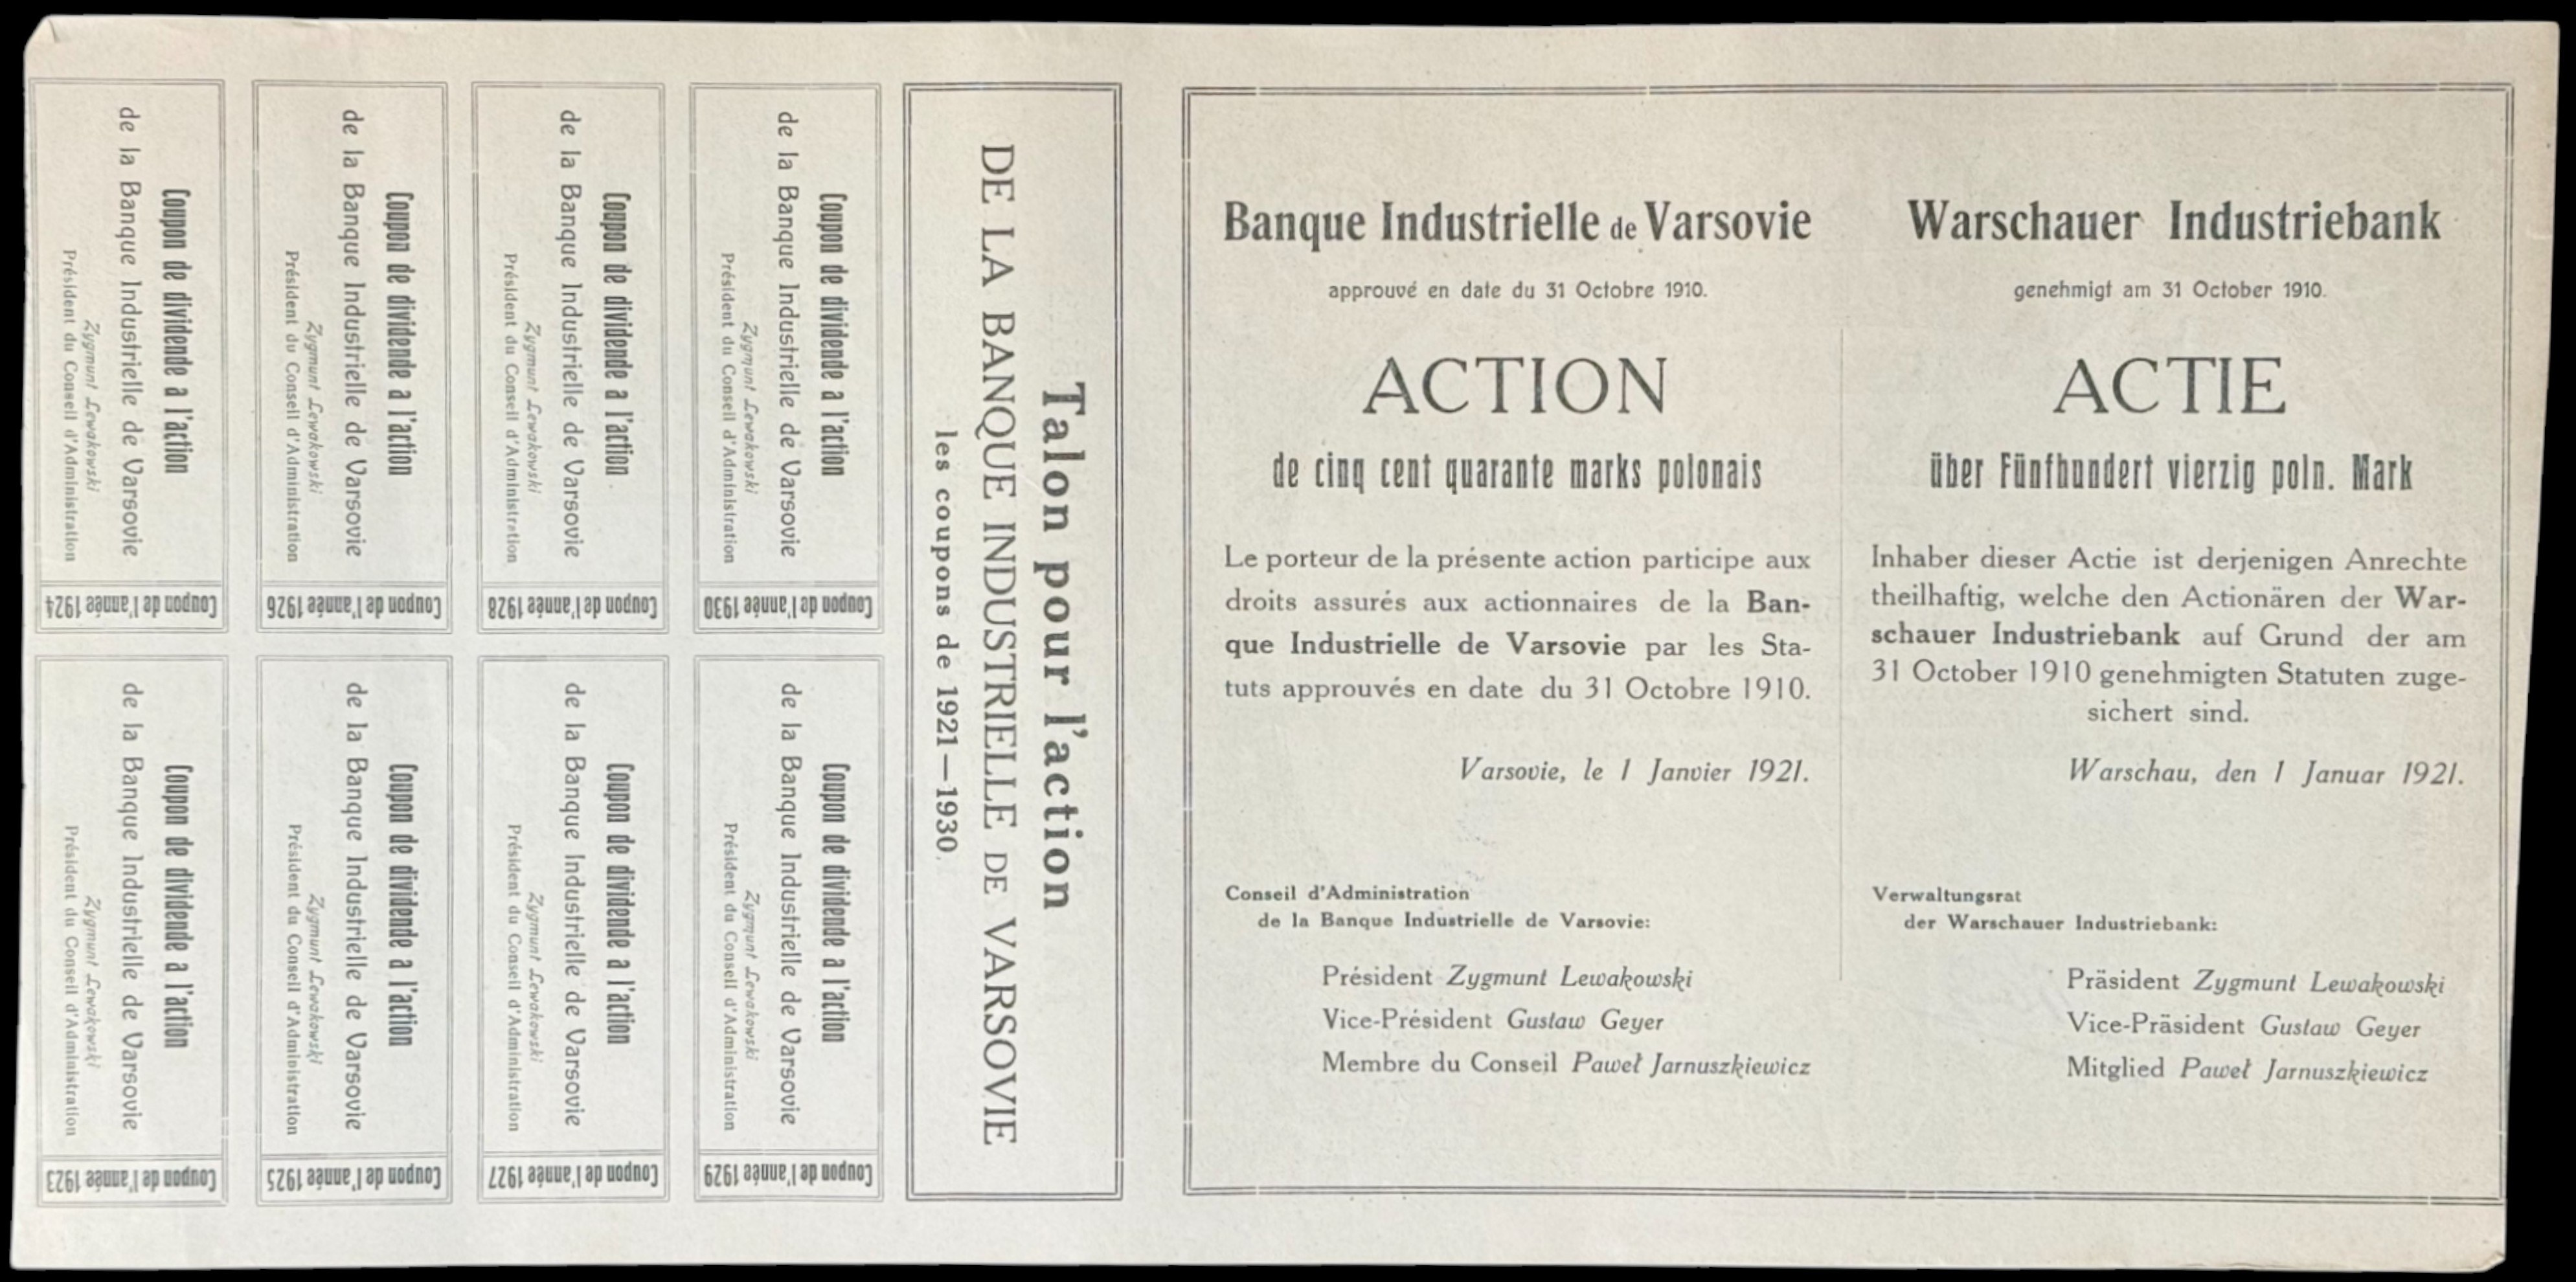 Coupon de dividende a l'action
de la Banque Industrielle de Varsovie
Zygmunt Lewakowski
Président du Conseil d'Administration
Coupon de l'année 1924
Coupon de dividende a l'action
de la Banque Industrielle de Varsovie
Zygmunt Lewakowski
Président du Conseil d'Administration
Coupon de l'année 1926
Coupon de dividende a l'action
de la Banque Industrielle de Varsovie
Zygmunt Lewakowski
Président du Conseil d'Administration
Coupon de l'année 1928
Coupon de dividende a l'action
de la Banque Industrielle de Varsovie
Zygmunt Lewakowski
Président du Conseil d'Administration
Coupon de l'année 1930
Coupon de dividende a l'action
de la Banque Industrielle de Varsovie
Zygmunt Lewakowski
Président du Conseil d'Administration
Coupon de l'année 1923
Coupon de dividende a l'action
de la Banque Industrielle de Varsovie
Zygmunt Lewakowski
Président du Conseil d'Administration
Coupon de l'année 1925
Coupon de dividende a l'action
de la Banque Industrielle de Varsovie
Zygmunt Lewakowski
Président du Conseil d'Administration
Coupon de l'année 1927
Coupon de dividende a l'action
de la Banque Industrielle de Varsovie
Zygmunt Lewakowski
Président du Conseil d'Administration
Coupon de l'année 1929
Talon pour l'action
DE LA BANQUE INDUSTRIELLE DE VARSOVIE
les coupons de 1921—1930.
Banque Industrielle de Varsovie
approuvé en date du 31 Octobre 1910.
ACTION
de cinq cent quarante marks polonais
Le porteur de la présente action participe aux
droits assurés aux actionnaires de la Ban-
que Industrielle de Varsovie par les Sta-
tuts approuvés en date du 31 Octobre 1910.
Varsovie, le 1 Janvier 1921.
Conseil d'Administration
de la Banque Industrielle de Varsovie:
Président Zygmunt Lewakowski
Vice-Président Gustaw Geyer
Membre du Conseil Paweł Jarnuszkiewicz
Warschauer Industriebank
genehmigt am 31 October 1910.
ACTIE
über Fünfhundert vierzig poln. Mark
Inhaber dieser Actie ist derjenigen Anrechte
theilhaftig, welche den Actionären der War-
schauer Industriebank auf Grund der am
31 October 1910 genehmigten Statuten zuge-
sichert sind.
Warschau, den 1 Januar 1921.
Verwaltungsrat
der Warschauer Industriebank:
Präsident Zygmunt Lewakowski
Vice-Präsident Gustaw Geyer
Mitglied Paweł Jarnuszkiewicz